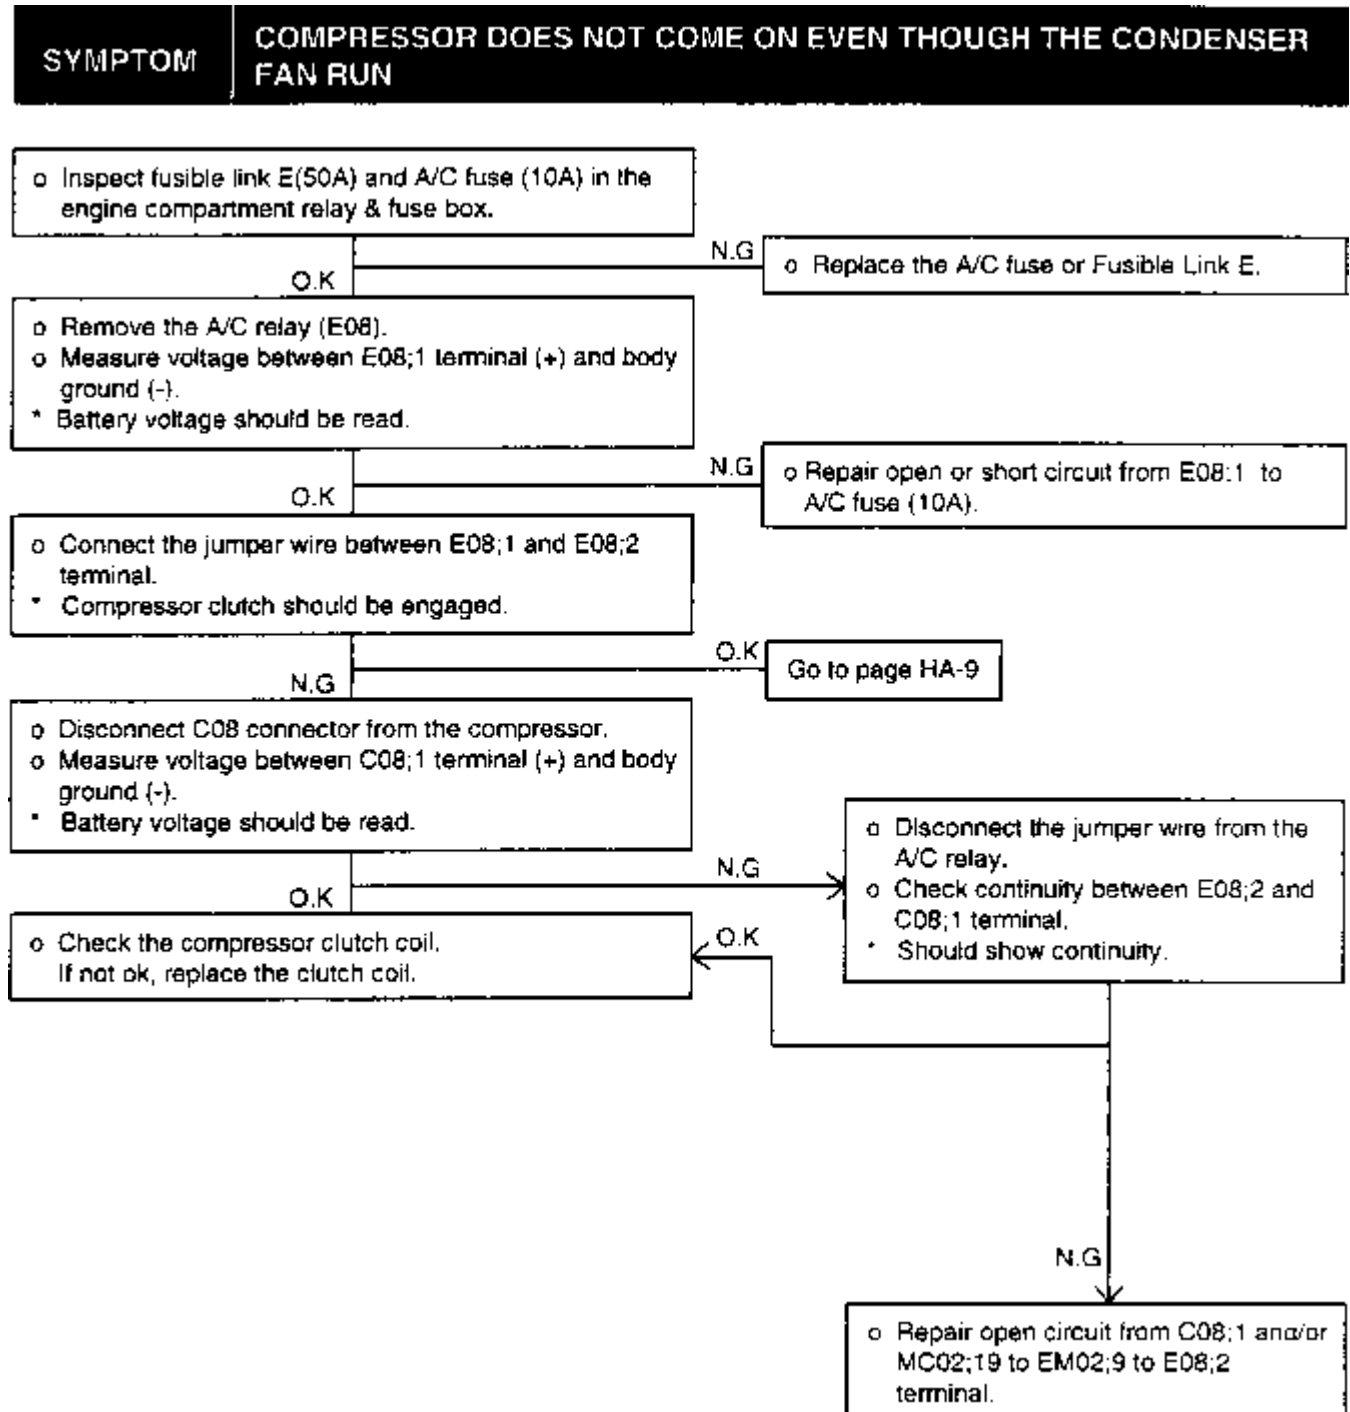 SYMPTOM
COMPRESSOR DOES NOT COME ON EVEN THOUGH THE CONDENSER
FAN RUN
o Inspect fusible link E(50A) and A/C fuse (10A) in the
engine compartment relay & fuse box.
N.G
o Replace the A/C fuse or Fusible Link E.
O.K
o Remove the A/C relay (E08).
o Measure voltage between E08;1 terminal (+) and body
ground (-).
* Battery voltage should be read.
N.G
o Repair open or short circuit from E08:1 to
A/C fuse (10A).
O.K
o Connect the jumper wire between E08;1 and E08;2
terminal.
* Compressor clutch should be engaged.
O.K
Go to page HA-9
N.G
o Disconnect C08 connector from the compressor.
o Measure voltage between C08;1 terminal (+) and body
ground (-).
* Battery voltage should be read.
N.G
o Disconnect the jumper wire from the
A/C relay.
o Check continuity between E08;2 and
C08;1 terminal.
* Should show continuity.
O.K
o Check the compressor clutch coil.
If not ok, replace the clutch coil.
O.K
N.G
o Repair open circuit from C08;1 and/or
MC02;19 to EM02;9 to E08;2
terminal.